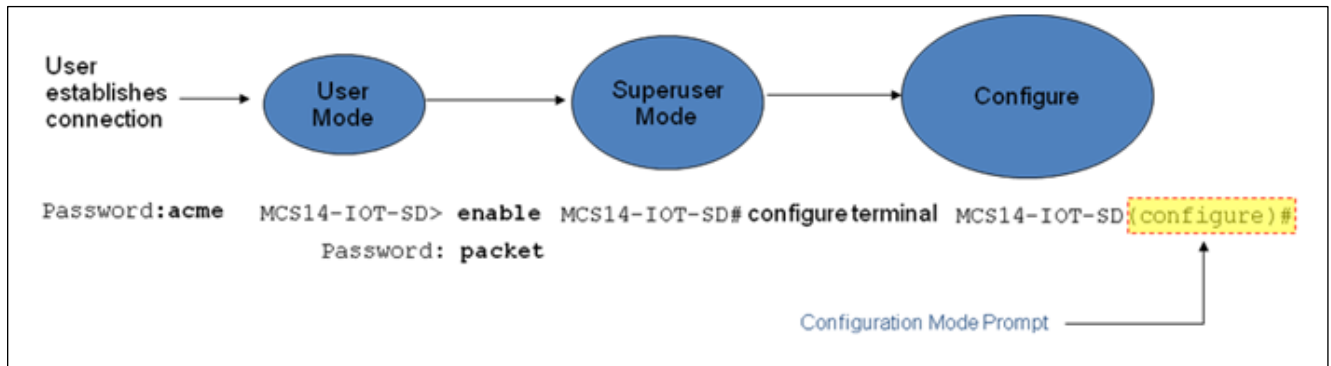 User
establishes
connection
User
Mode
Superuser
Mode
Configure
Password:acme
MCS14-IOT-SD> enable
Password: packet
MCS14-IOT-SD# configure terminal
MCS14-IOT-SD(configure)#
Configuration Mode Prompt